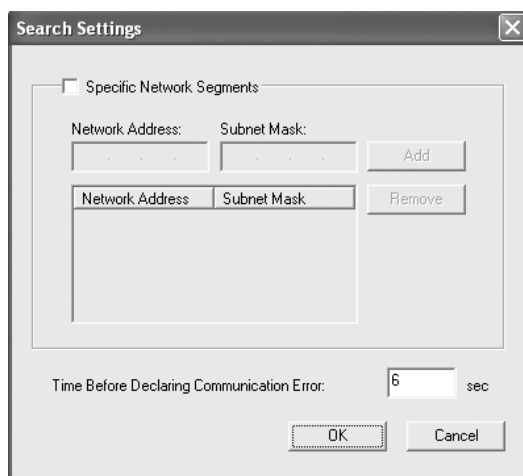 Search Settings
Specific Network Segments
Network Address: Subnet Mask:
. . . . . . Add
Network Address Subnet Mask Remove
Time Before Declaring Communication Error: 6 sec
OK Cancel